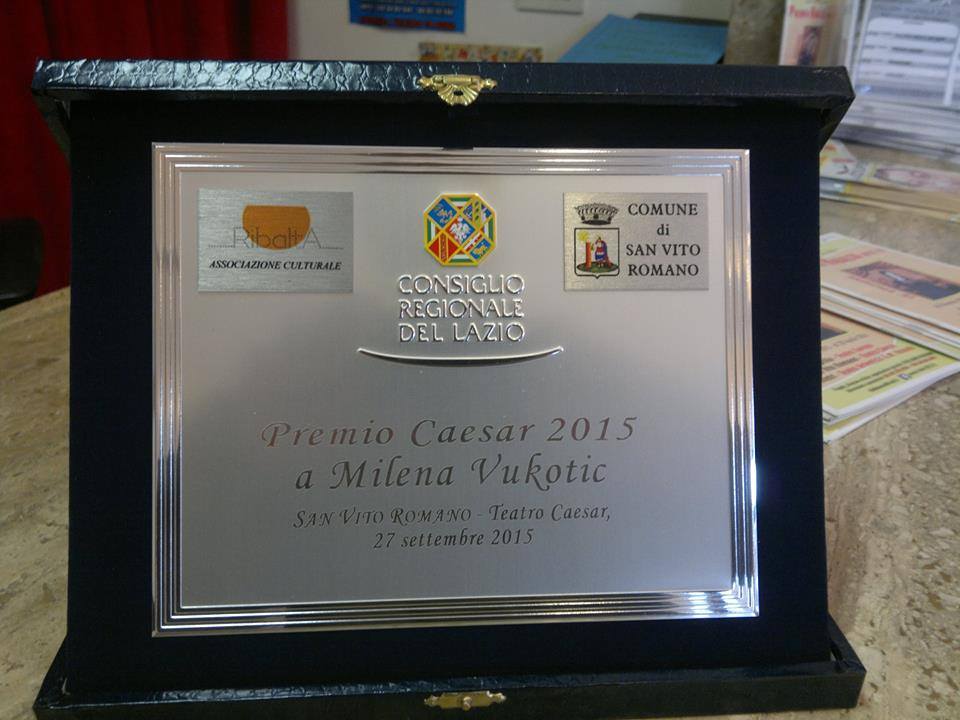 RibaltA
ASSOCIAZIONE CULTURALE
CONSIGLIO
REGIONALE
DEL LAZIO
COMUNE
di
SAN VITO
ROMANO
Premio Caesar 2015
a Milena Vukotic
SAN VITO ROMANO - Teatro Caesar,
27 settembre 2015